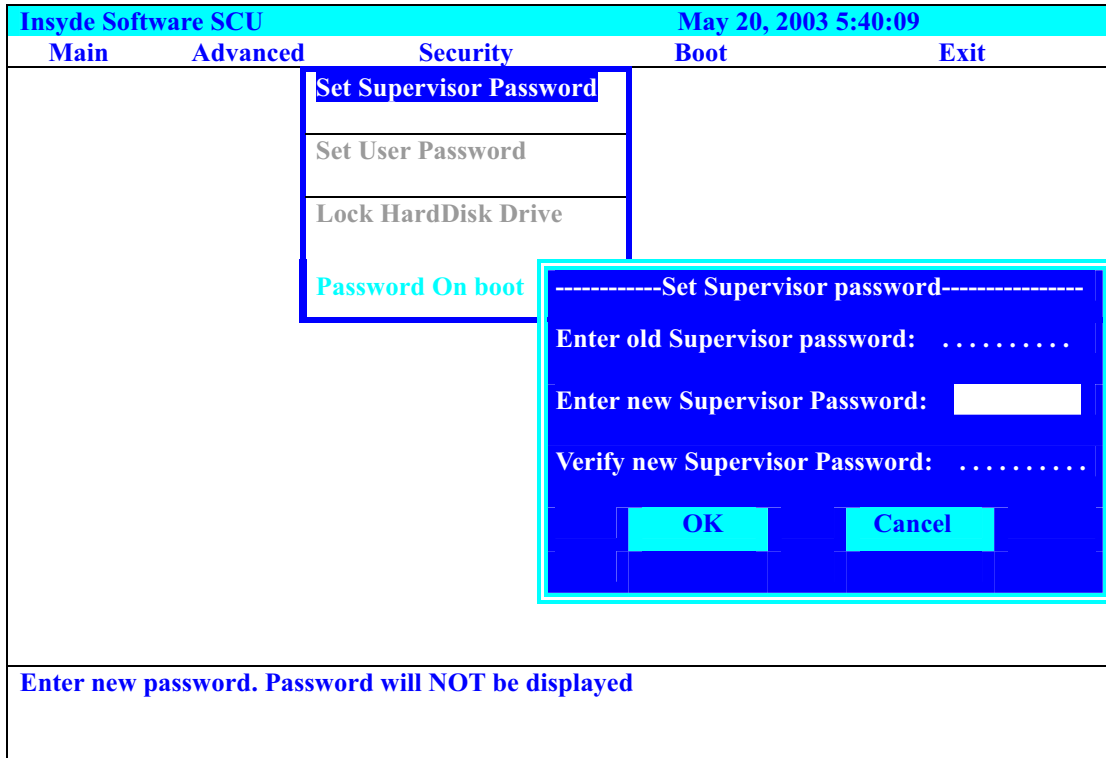 Insyde Software SCU May 20, 2003 5:40:09
Main Advanced Security Boot Exit
Set Supervisor Password
Set User Password
Lock HardDisk Drive
Password On boot
------------Set Supervisor password----------------
Enter old Supervisor password: . . . . . . . . . .
Enter new Supervisor Password:
Verify new Supervisor Password: . . . . . . . . . .
OK Cancel
Enter new password. Password will NOT be displayed